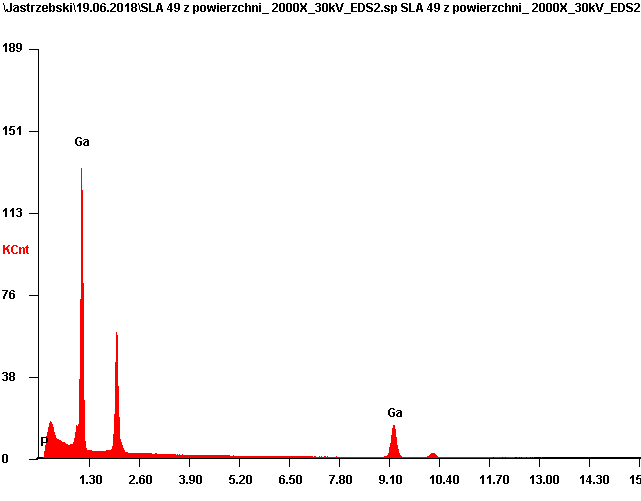 \Jastrzebski\19.06.2018\SLA 49 z powierzchni_ 2000X_30kV_EDS2.sp SLA 49 z powierzchni_ 2000X_30kV_EDS2
189
151
Ga
113
KCnt
76
38
Ga
P
0
1.30 2.60 3.90 5.20 6.50 7.80 9.10 10.40 11.70 13.00 14.30 15